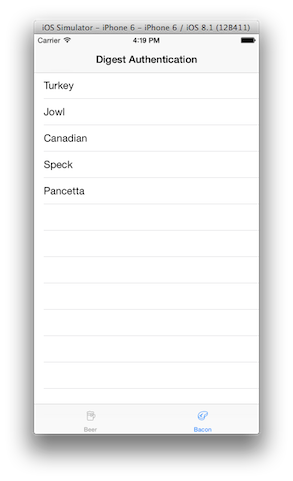 iOS Simulator - iPhone 6 - iPhone 6 / iOS 8.1 (12B411)
Carrier 4:19 PM
Digest Authentication
Turkey
Jowl
Canadian
Speck
Pancetta
Beer Bacon